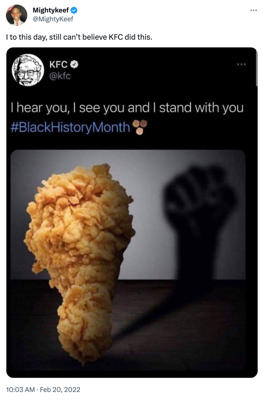 Mightykeef
@MightyKeef
I to this day, still can't believe KFC did this.
KFC
@kfc
I hear you, I see you and I stand with you
#BlackHistoryMonth
10:03 AM · Feb 20, 2022